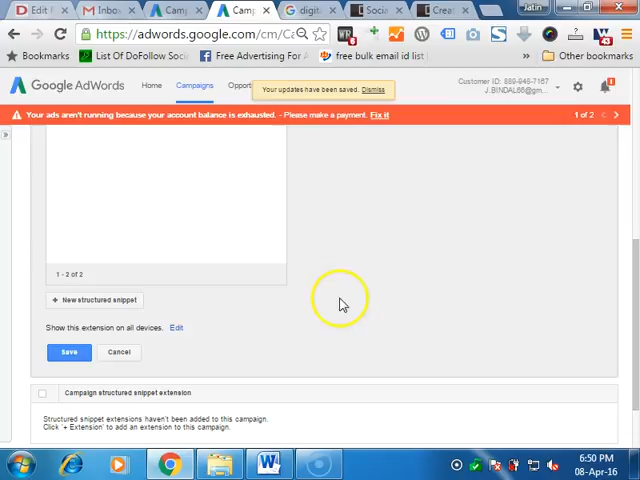 Jatin
Edit F
Inbox
Camp
Camp
digita
Socia
Creat
https://adwords.google.com/cm/Ca
Bookmarks
List Of DoFollow Soc
Free Advertising For
free bulk email id list
Other bookmarks
Google AdWords
Home
Campaigns
Opport
Your updates have been saved. Dismiss
Customer ID: 889-945-7167
J.BINDAL66@gm...
Your ads aren't running because your account balance is exhausted. - Please make a payment. Fix it
1 of 2
1 - 2 of 2
+ New structured snippet
Show this extension on all devices. Edit
Save
Cancel
Campaign structured snippet extension
Structured snippet extensions haven't been added to this campaign.
Click '+ Extension' to add an extension to this campaign.
6:50 PM
08-Apr-16